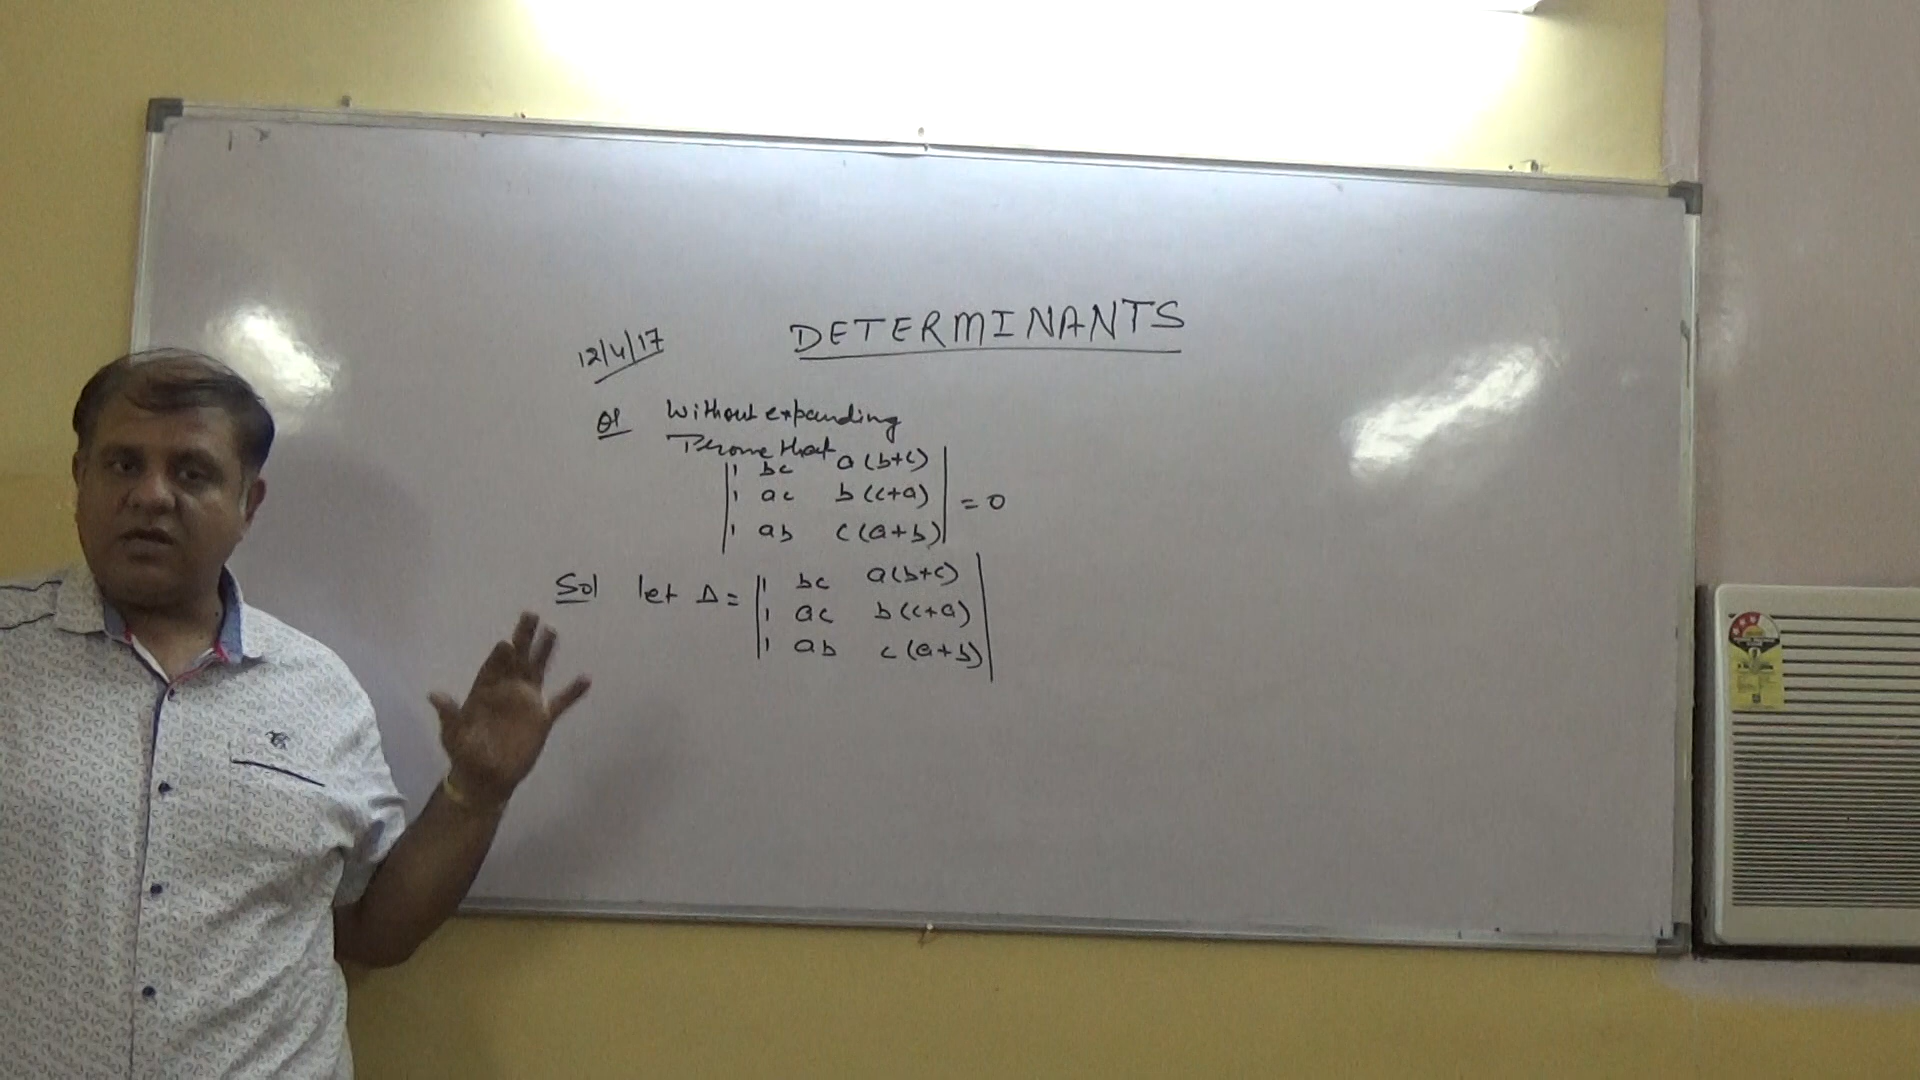 DETERMINANTS
12/4/17
Q1 Without expanding
Prove that
| 1 bc a(b+c) |
| 1 ac b(c+a) | = 0
| 1 ab c(a+b) |
Sol let Δ = | 1 bc a(b+c) |
| 1 ac b(c+a) |
| 1 ab c(a+b) |